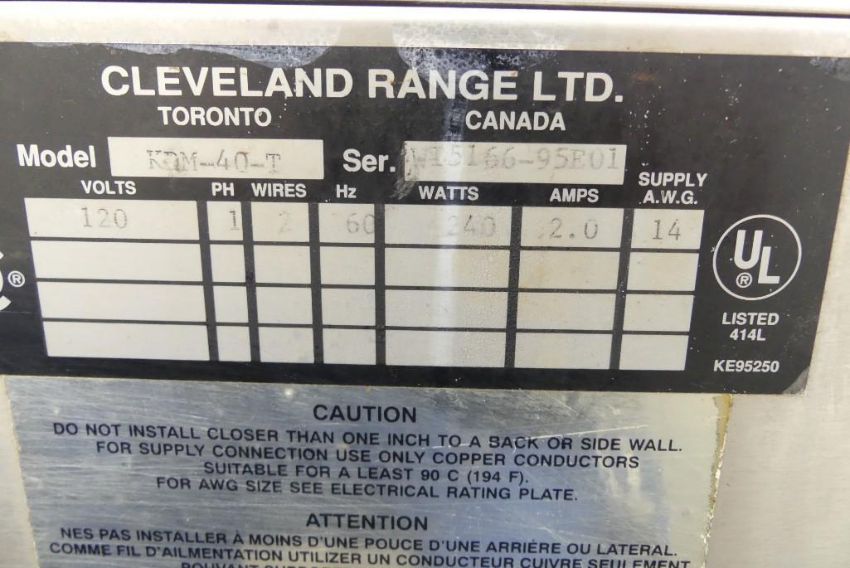 CLEVELAND RANGE LTD.
TORONTO CANADA
Model KDM-40-T Ser. W15166-95E01
VOLTS PH WIRES Hz WATTS AMPS SUPPLY A.W.G.
120 1 2 60 240 2.0 14
®
UL
®
LISTED
414L
KE95250
CAUTION
DO NOT INSTALL CLOSER THAN ONE INCH TO A BACK OR SIDE WALL.
FOR SUPPLY CONNECTION USE ONLY COPPER CONDUCTORS
SUITABLE FOR A LEAST 90 C (194 F).
FOR AWG SIZE SEE ELECTRICAL RATING PLATE.
ATTENTION
NES PAS INSTALLER À MOINS D'UNE POUCE D'UNE ARRIÈRE OU LATERAL.
COMME FIL D'AILMENTATION UTILIZER UN CONDUCTEUR CUIVRE SEULEMENT